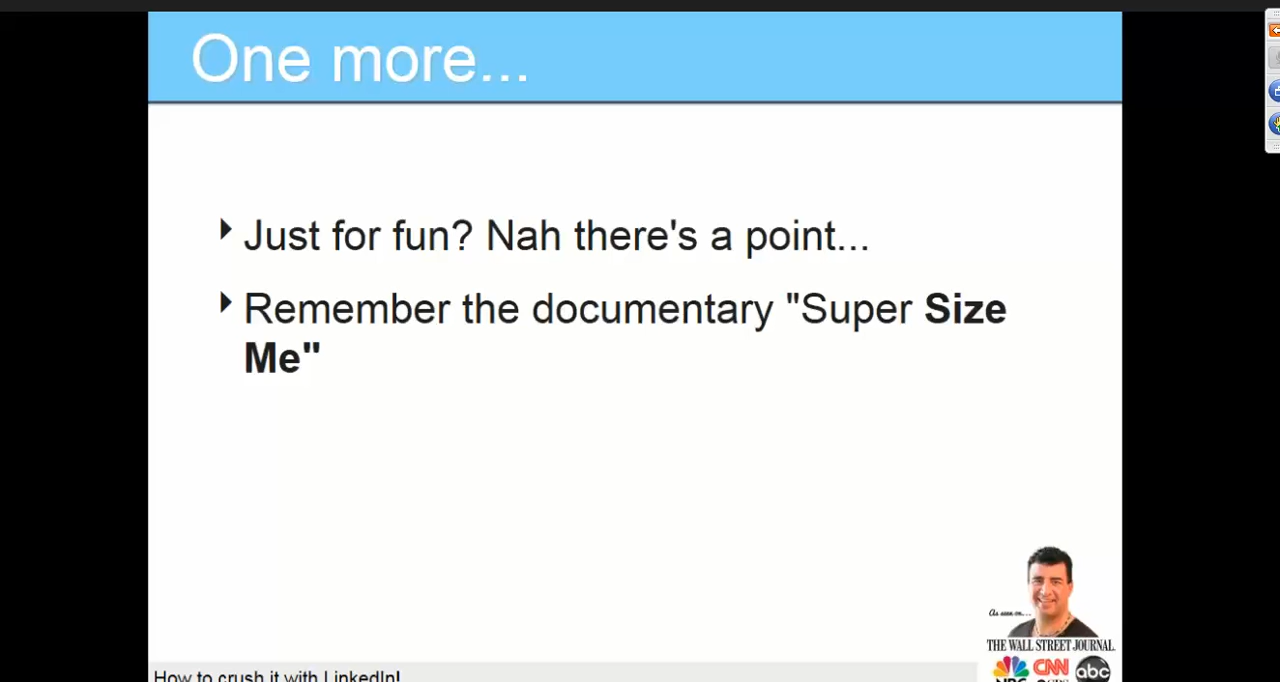 One more...
Just for fun? Nah there's a point...
Remember the documentary "Super Size
Me"
As seen on...
THE WALL STREET JOURNAL.
CNN
abc
NBC
How to crush it with LinkedIn!